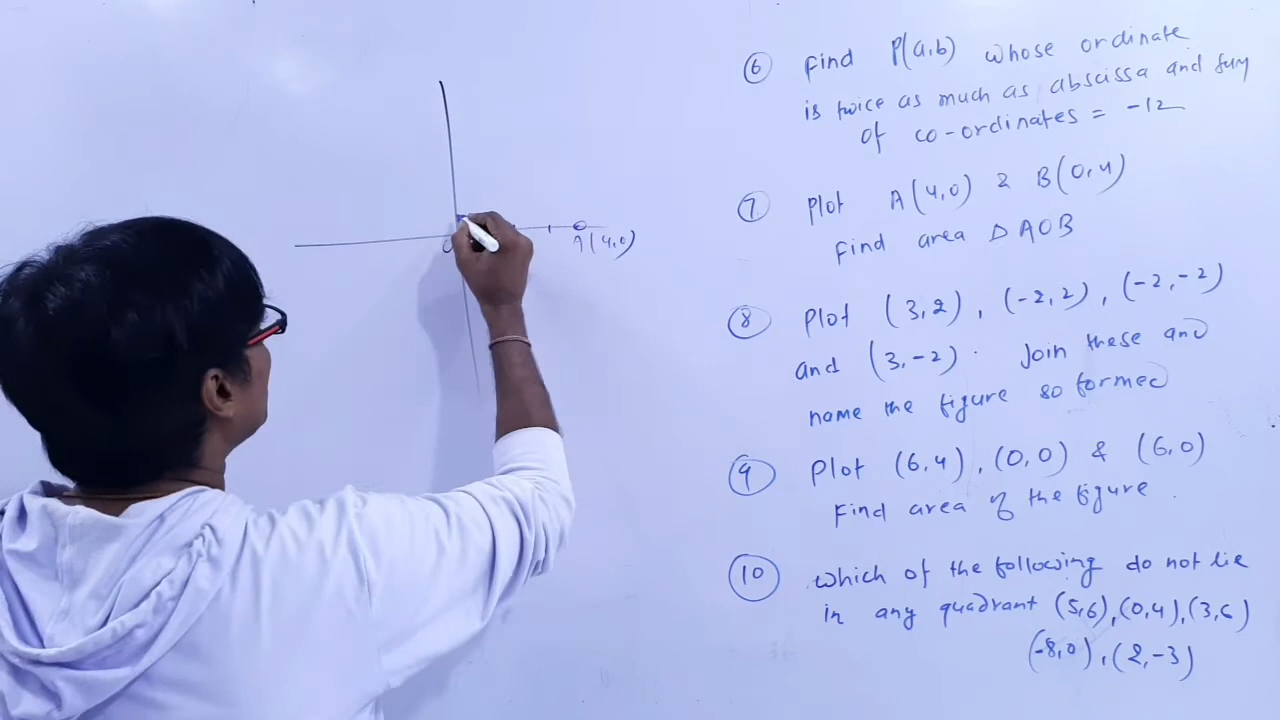 O
A(4,0)
6 Find P(a,b) whose ordinate
is twice as much as abscissa and sum
of co-ordinates = -12
7 Plot A(4,0) & B(0,4)
Find area Δ AOB
8 Plot (3,2), (-2,2), (-2,-2)
and (3,-2). Join these and
name the figure so formed
9 Plot (6,4), (0,0) & (6,0)
Find area of the figure.
10 which of the following do not lie
in any quadrant (5,6), (0,4), (3,6)
(-8,0), (2,-3)